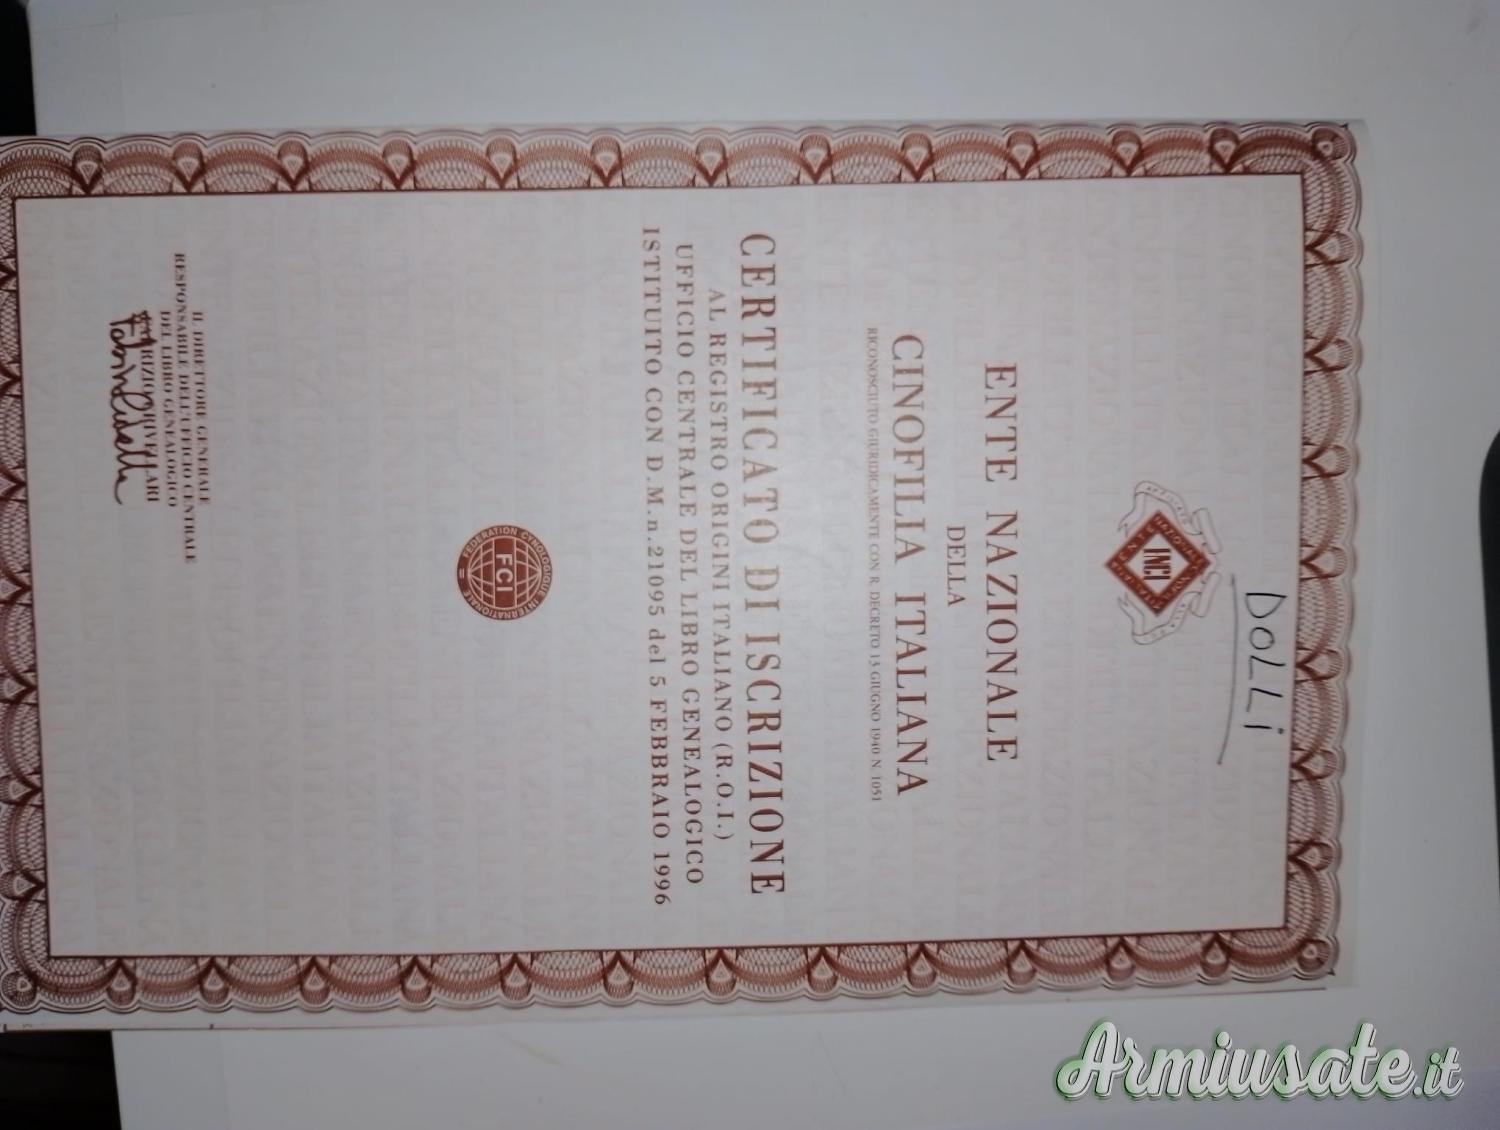 DOLLi
ENCI
ENTE NAZIONALE
DELLA
CINOFILIA ITALIANA
RICONOSCIUTO GIURIDICAMENTE CON R. DECRETO 13 GIUGNO 1940 N. 1051
CERTIFICATO DI ISCRIZIONE
AL REGISTRO ORIGINI ITALIANO (R.O.I.)
UFFICIO CENTRALE DEL LIBRO GENEALOGICO
ISTITUITO CON D.M.n.21095 del 5 FEBBRAIO 1996
FEDERATION CYNOLOGIQUE INTERNATIONALE
FCI
IL DIRETTORE GENERALE
RESPONSABILE DELL'UFFICIO CENTRALE
DEL LIBRO GENEALOGICO
CRIVELLARI
Armiusate.it